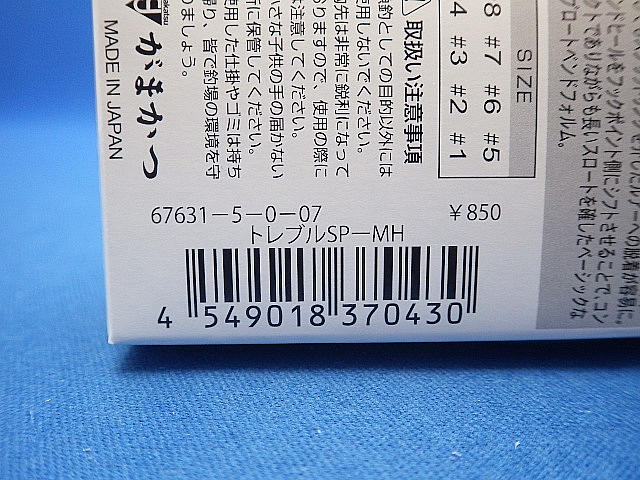 SIZE
8 #7 #6 #5
4 #3 #2 #1
取扱い注意事項
釣としての目的以外には
使用しないでください。
先は非常に鋭利になって
りますので、使用の際に
は注意してください。
さな子供の手の届かない
所に保管してください。
使用した仕掛やゴミは持ち
帰り、皆で釣場の環境を守
りましょう。
がまかつ
MADE IN JAPAN
ンドヒールをフックポイント側にシフトさせることで、コン
クトでありながらも長いスロートを確したベーシックな
ブロートベンドフォルム。
67631-5-0-07 ￥850
トレブルSP-MH
4 549018 370430